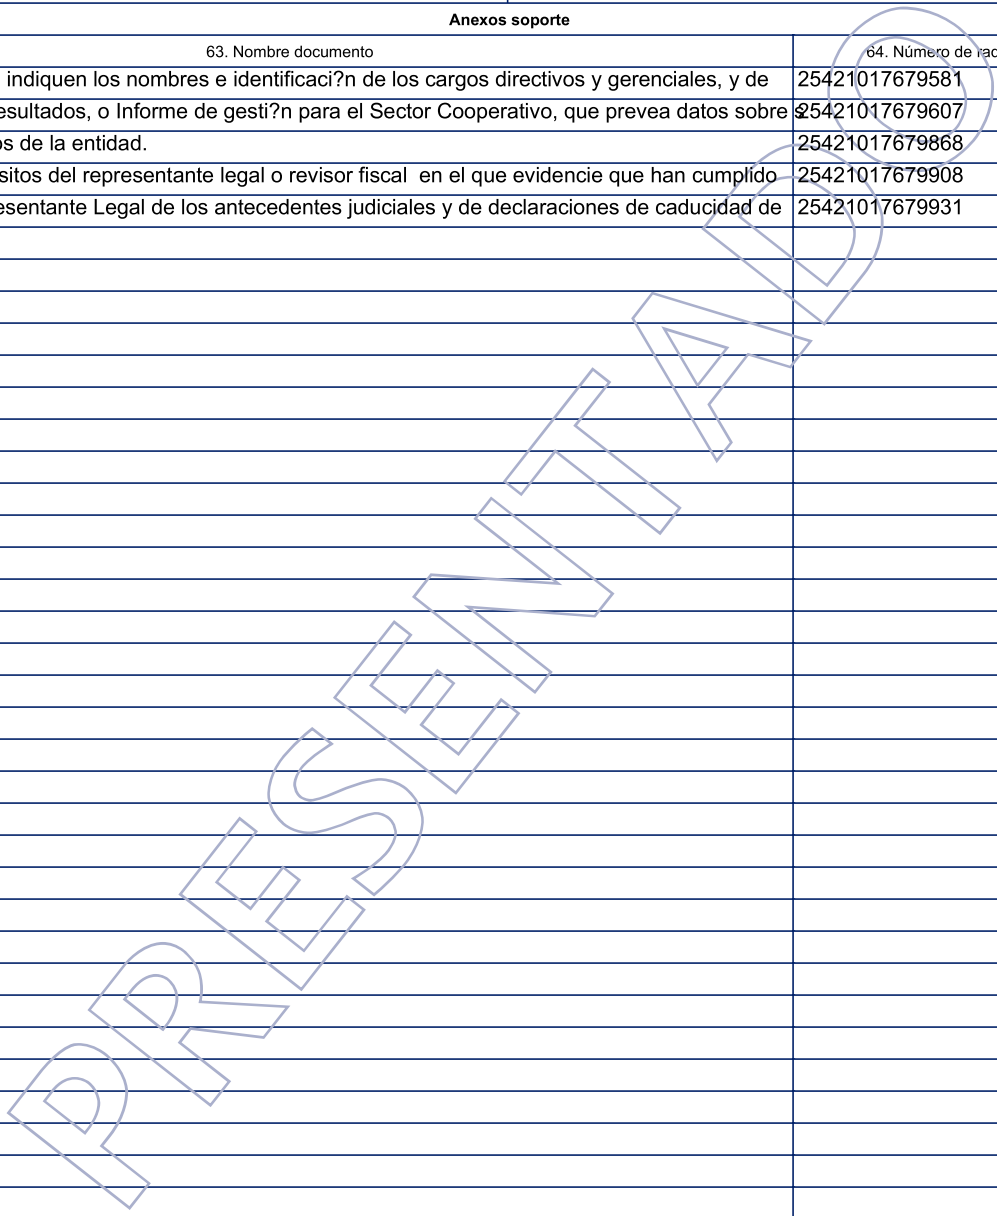 Anexos soporte
63. Nombre documento 64. Número de rad
indiquen los nombres e identificaci?n de los cargos directivos y gerenciales, y de 25421017679581
esultados, o Informe de gesti?n para el Sector Cooperativo, que prevea datos sobre s 25421017679607
os de la entidad. 25421017679868
sitos del representante legal o revisor fiscal en el que evidencie que han cumplido 25421017679908
esentante Legal de los antecedentes judiciales y de declaraciones de caducidad de 25421017679931
PRESENTADO